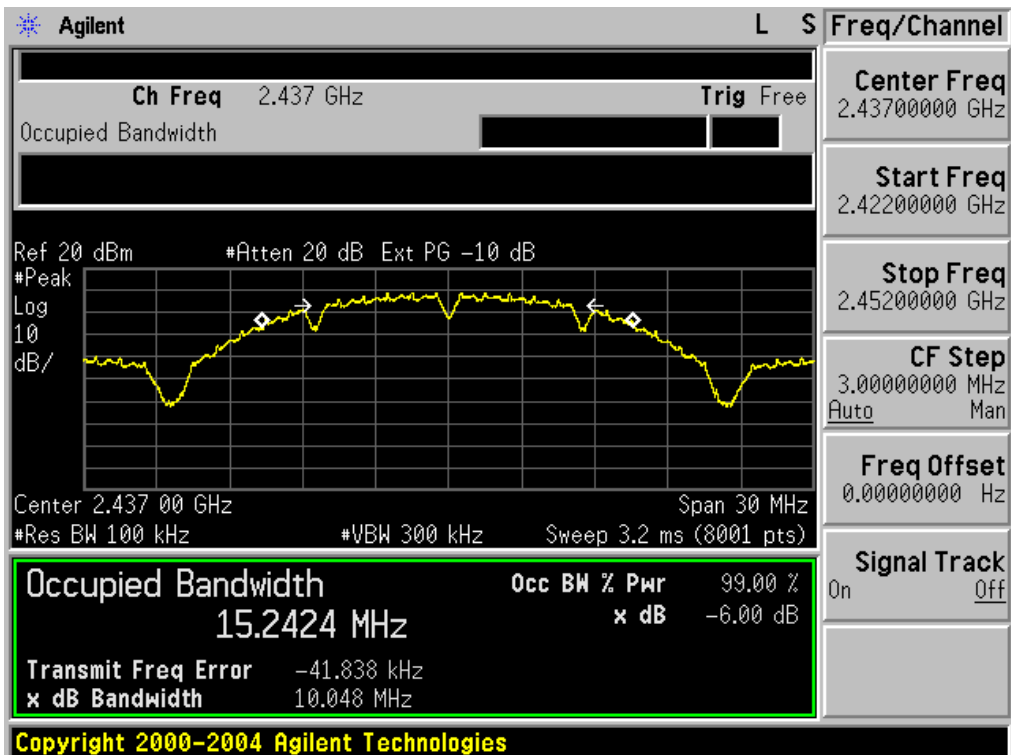 Agilent L S Freq/Channel
Ch Freq 2.437 GHz Trig Free
Occupied Bandwidth
Ref 20 dBm #Atten 20 dB Ext PG -10 dB
#Peak
Log
10
dB/
Center 2.437 00 GHz Span 30 MHz
#Res BW 100 kHz #VBW 300 kHz Sweep 3.2 ms (8001 pts)
Occupied Bandwidth Occ BW % Pwr 99.00 %
15.2424 MHz x dB -6.00 dB
Transmit Freq Error -41.838 kHz
x dB Bandwidth 10.048 MHz
Copyright 2000-2004 Agilent Technologies
Center Freq
2.43700000 GHz
Start Freq
2.42200000 GHz
Stop Freq
2.45200000 GHz
CF Step
3.00000000 MHz
Auto Man
Freq Offset
0.00000000 Hz
Signal Track
On Off